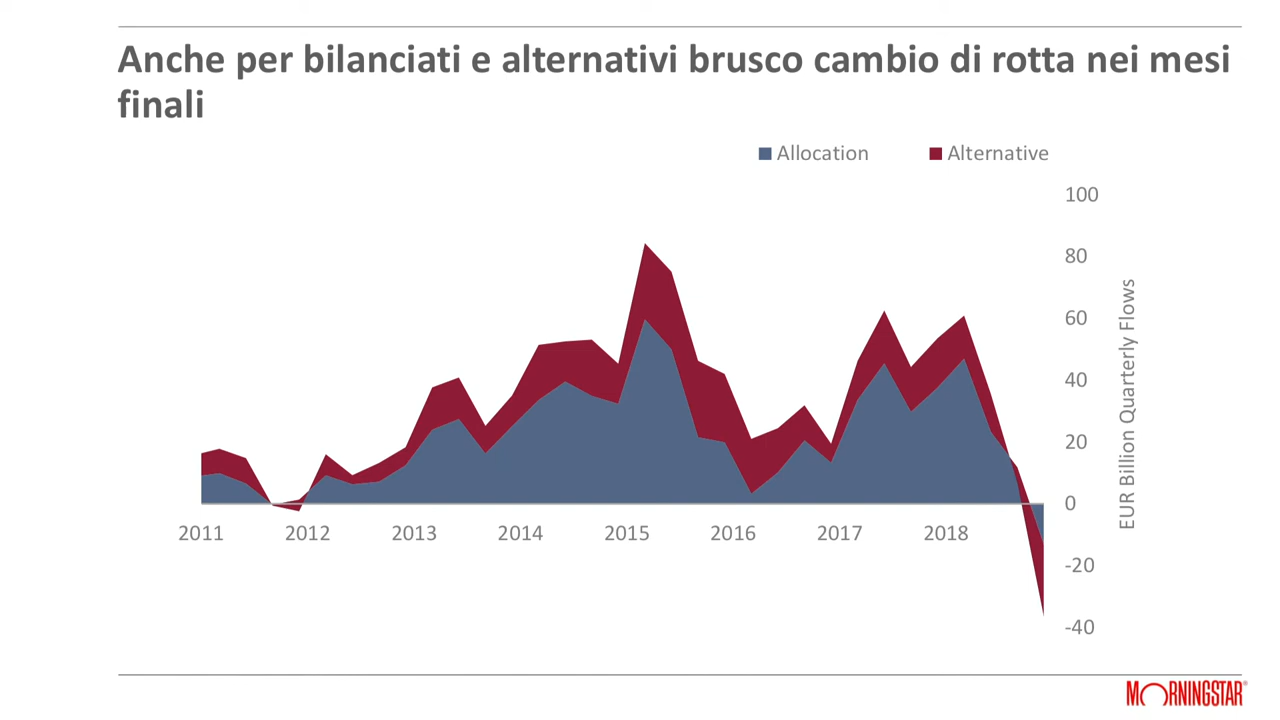 Anche per bilanciati e alternativi brusco cambio di rotta nei mesi
finali
Allocation
Alternative
100
80
60
40
20
0
-20
-40
EUR Billion Quarterly Flows
2011
2012
2013
2014
2015
2016
2017
2018
MORNINGSTAR®